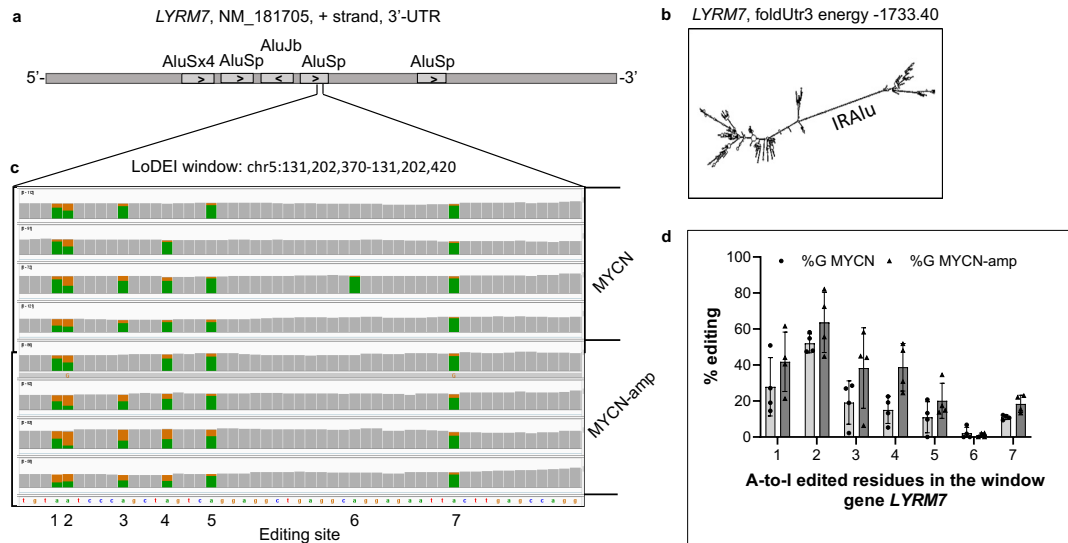 a
LYRM7, NM_181705, + strand, 3'-UTR
AluJb
AluSx4 AluSp AluSp AluSp
5'- > > < > > -3'
b
LYRM7, foldUtr3 energy -1733.40
IRAlu
c
LoDEI window: chr5:131,202,370-131,202,420
MYCN
MYCN-amp
G G
t g t a a t c c c a g c t a g t c a g g a g g c t g a g g c a g g a g a a t t a c t t g a g c c a g g
1 2 3 4 5 6 7
Editing site
d
%G MYCN %G MYCN-amp
100
80
60
40
20
0
% editing
1 2 3 4 5 6 7
A-to-I edited residues in the window
gene LYRM7